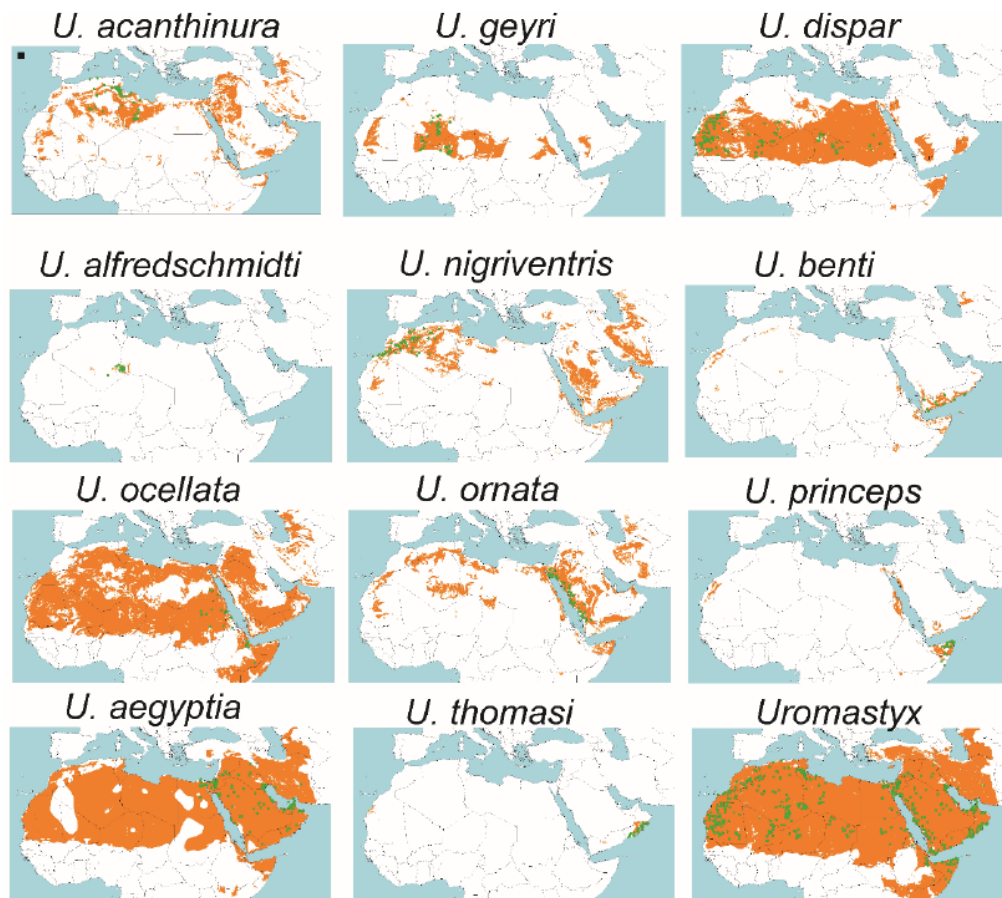 U. acanthinura
U. geyri
U. dispar
U. alfredschmidti
U. nigriventris
U. benti
U. ocellata
U. ornata
U. princeps
U. aegyptia
U. thomasi
Uromastyx